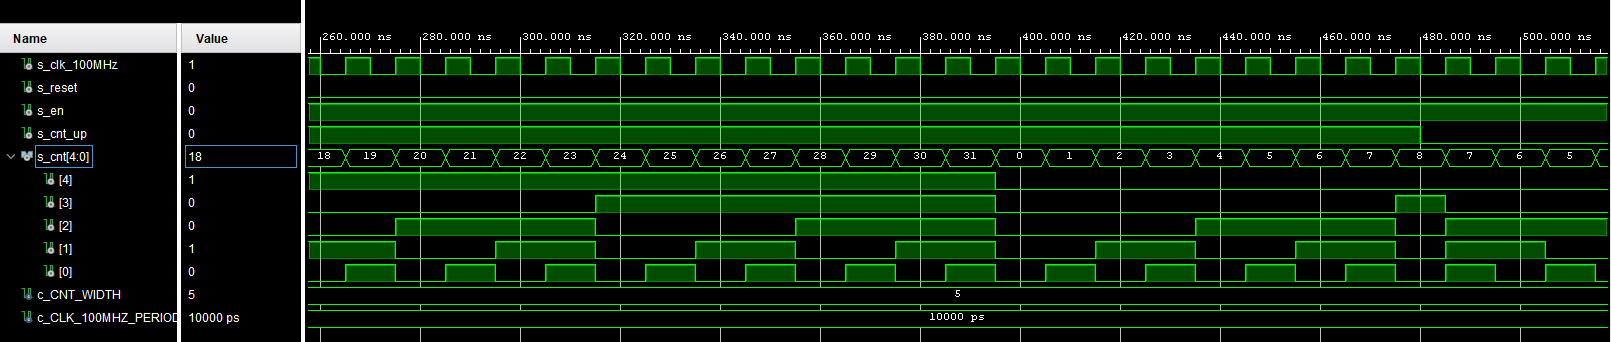 Name Value 260.000 ns 280.000 ns 300.000 ns 320.000 ns 340.000 ns 360.000 ns 380.000 ns 400.000 ns 420.000 ns 440.000 ns 460.000 ns 480.000 ns 500.000 ns
s_clk_100MHz 1
s_reset 0
s_en 0
s_cnt_up 0
s_cnt[4:0] 18 18 19 20 21 22 23 24 25 26 27 28 29 30 31 0 1 2 3 4 5 6 7 8 7 6 5
[4] 1
[3] 0
[2] 0
[1] 1
[0] 0
c_CNT_WIDTH 5 5
c_CLK_100MHZ_PERIOD 10000 ps 10000 ps